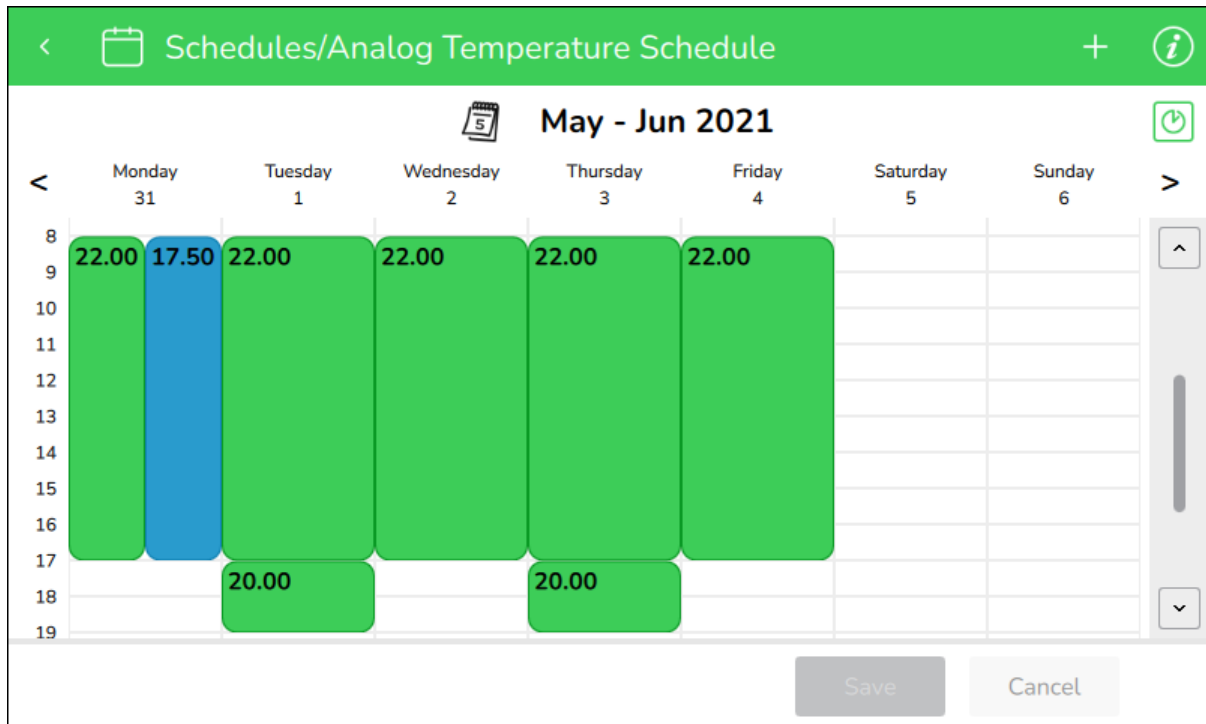 Schedules/Analog Temperature Schedule
5 May - Jun 2021
< Monday Tuesday Wednesday Thursday Friday Saturday Sunday >
31 1 2 3 4 5 6
8
22.00 17.50 22.00 22.00 22.00 22.00
9
10
11
12
13
14
15
16
17
20.00 20.00
18
19
Save Cancel